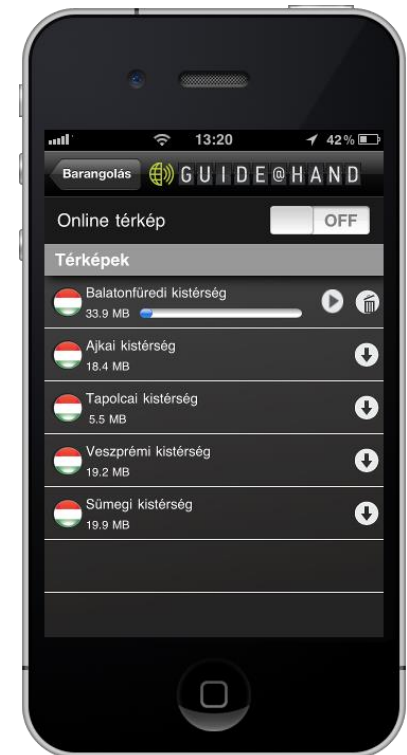 13:20 42%
Barangolás GUIDE@HAND
Online térkép OFF
Térképek
Balatonfüredi kistérség
33.9 MB
Ajkai kistérség
18.4 MB
Tapolcai kistérség
5.5 MB
Veszprémi kistérség
19.2 MB
Sümegi kistérség
19.9 MB